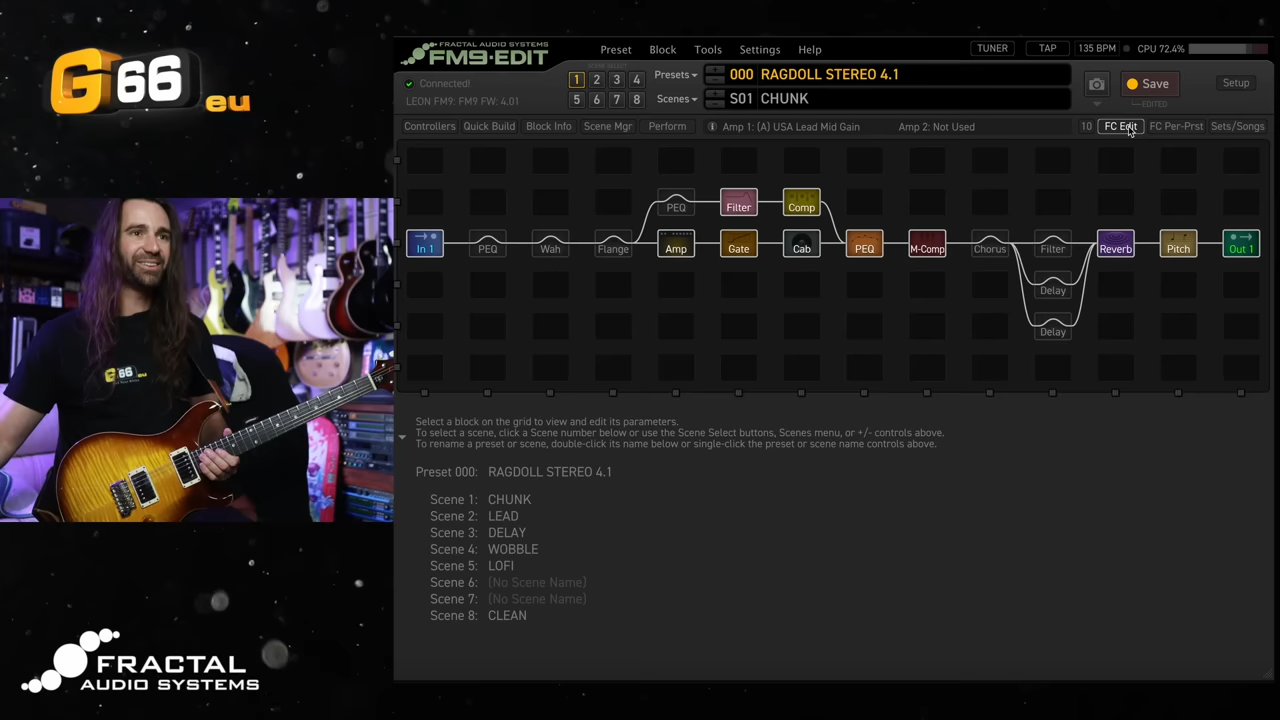 G66
eu
FRACTAL AUDIO SYSTEMS
FM9-EDIT
Preset
Block
Tools
Settings
Help
TUNER
TAP
135 BPM
CPU 72.4%
Connected!
LEON FM9: FM9 FW: 4.01
SCENE SELECT
1 2 3 4
5 6 7 8
Presets
000 RAGDOLL STEREO 4.1
Scenes
S01 CHUNK
Save
EDITED
Setup
Controllers
Quick Build
Block Info
Scene Mgr
Perform
Amp 1: (A) USA Lead Mid Gain
Amp 2: Not Used
10
FC Edit
FC Per-Prst
Sets/Songs
PEQ
Filter
Comp
In 1
PEQ
Wah
Flange
Amp
Gate
Cab
PEQ
M-Comp
Chorus
Filter
Reverb
Pitch
Out 1
Delay
Delay
Select a block on the grid to view and edit its parameters.
To select a scene, click a Scene number below or use the Scene Select buttons, Scenes menu, or +/- controls above.
To rename a preset or scene, double-click its name below or single-click the preset or scene name controls above.
Preset 000: RAGDOLL STEREO 4.1
Scene 1: CHUNK
Scene 2: LEAD
Scene 3: DELAY
Scene 4: WOBBLE
Scene 5: LOFI
Scene 6: (No Scene Name)
Scene 7: (No Scene Name)
Scene 8: CLEAN
G66.eu
FRACTAL
AUDIO SYSTEMS